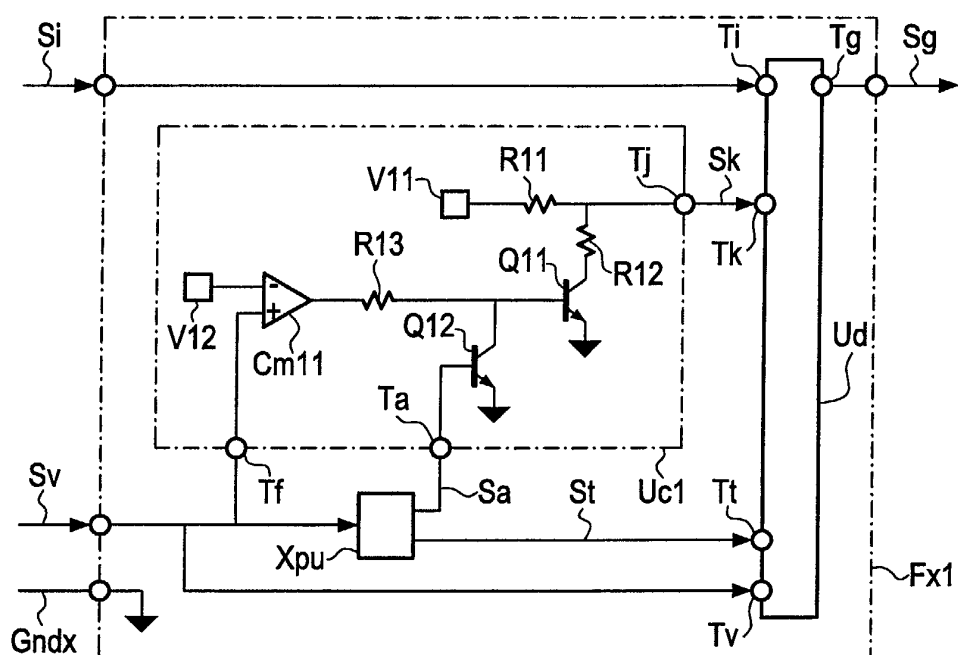 Si
Ti
Tg
Sg
R11
Tj
Sk
V11
R13
Q11
R12
Tk
-
+
V12
Cm11
Q12
Ud
Ta
Sv
Tf
Sa
St
Uc1
Tt
Xpu
Fx1
Gndx
Tv